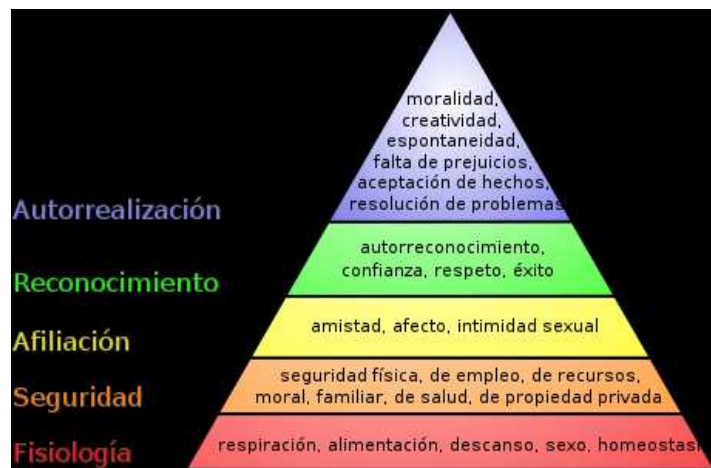 moralidad,
creatividad,
espontaneidad,
falta de prejuicios,
aceptación de hechos,
resolución de problemas
Autorrealización
autorreconocimiento,
confianza, respeto, éxito
Reconocimiento
amistad, afecto, intimidad sexual
Afiliación
seguridad física, de empleo, de recursos,
moral, familiar, de salud, de propiedad privada
Seguridad
respiración, alimentación, descanso, sexo, homeostasi
Fisiología